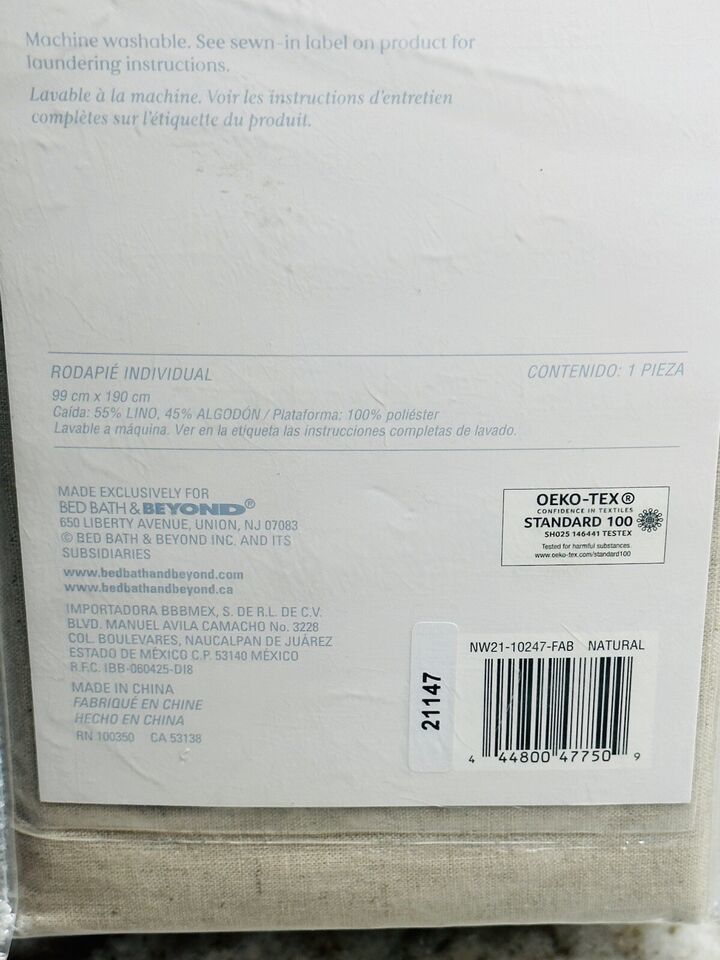 Machine washable. See sewn-in label on product for
laundering instructions.
Lavable à la machine. Voir les instructions d'entretien
complètes sur l'étiquette du produit.
RODAPIÉ INDIVIDUAL
CONTENIDO: 1 PIEZA
99 cm x 190 cm
Caída: 55% LINO, 45% ALGODÓN / Plataforma: 100% poliéster
Lavable a máquina. Ver en la etiqueta las instrucciones completas de lavado.
MADE EXCLUSIVELY FOR
BED BATH & BEYOND®
650 LIBERTY AVENUE, UNION, NJ 07083
© BED BATH & BEYOND INC. AND ITS
SUBSIDIARIES
www.bedbathandbeyond.com
www.bedbathandbeyond.ca
IMPORTADORA BBBMEX, S. DE R.L. DE C.V.
BLVD. MANUEL AVILA CAMACHO No. 3228
COL. BOULEVARES, NAUCALPAN DE JUÁREZ
ESTADO DE MÉXICO C.P. 53140 MÉXICO
R.F.C. IBB-060425-DI8
MADE IN CHINA
FABRIQUÉ EN CHINE
HECHO EN CHINA
RN 100350 CA 53138
OEKO-TEX®
CONFIDENCE IN TEXTILES
STANDARD 100
SH025 146441 TESTEX
Tested for harmful substances.
www.oeko-tex.com/standard100
21147
NW21-10247-FAB NATURAL
4 44800 47750 9